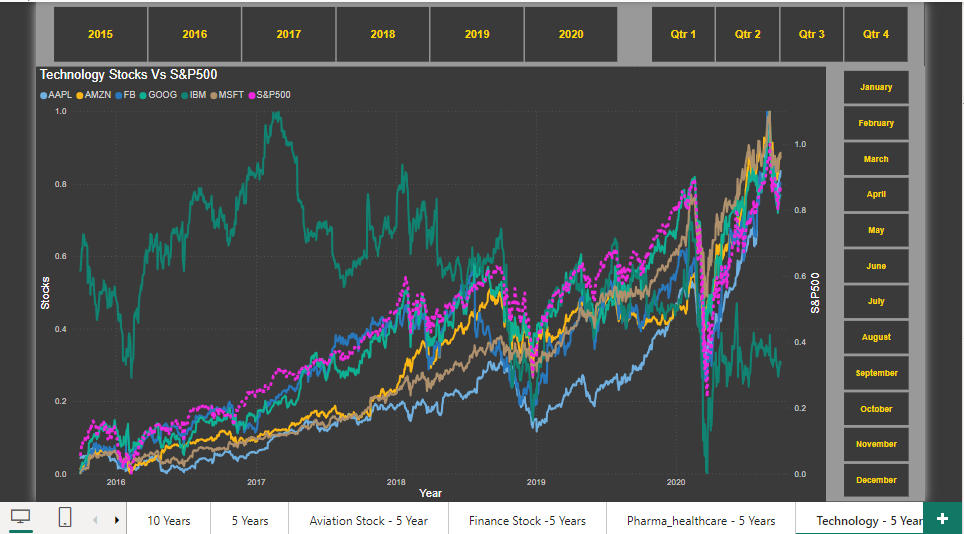 2015 2016 2017 2018 2019 2020 Qtr 1 Qtr 2 Qtr 3 Qtr 4
Technology Stocks Vs S&P500
AAPL AMZN FB GOOG IBM MSFT S&P500
1.0
0.8
0.6
0.4
0.2
0.0
Stocks
1.0
0.8
0.6
0.4
0.2
0.0
S&P500
2016 2017 2018 2019 2020
Year
January
February
March
April
May
June
July
August
September
October
November
December
10 Years 5 Years Aviation Stock - 5 Year Finance Stock -5 Years Pharma_healthcare - 5 Years Technology - 5 Year
+